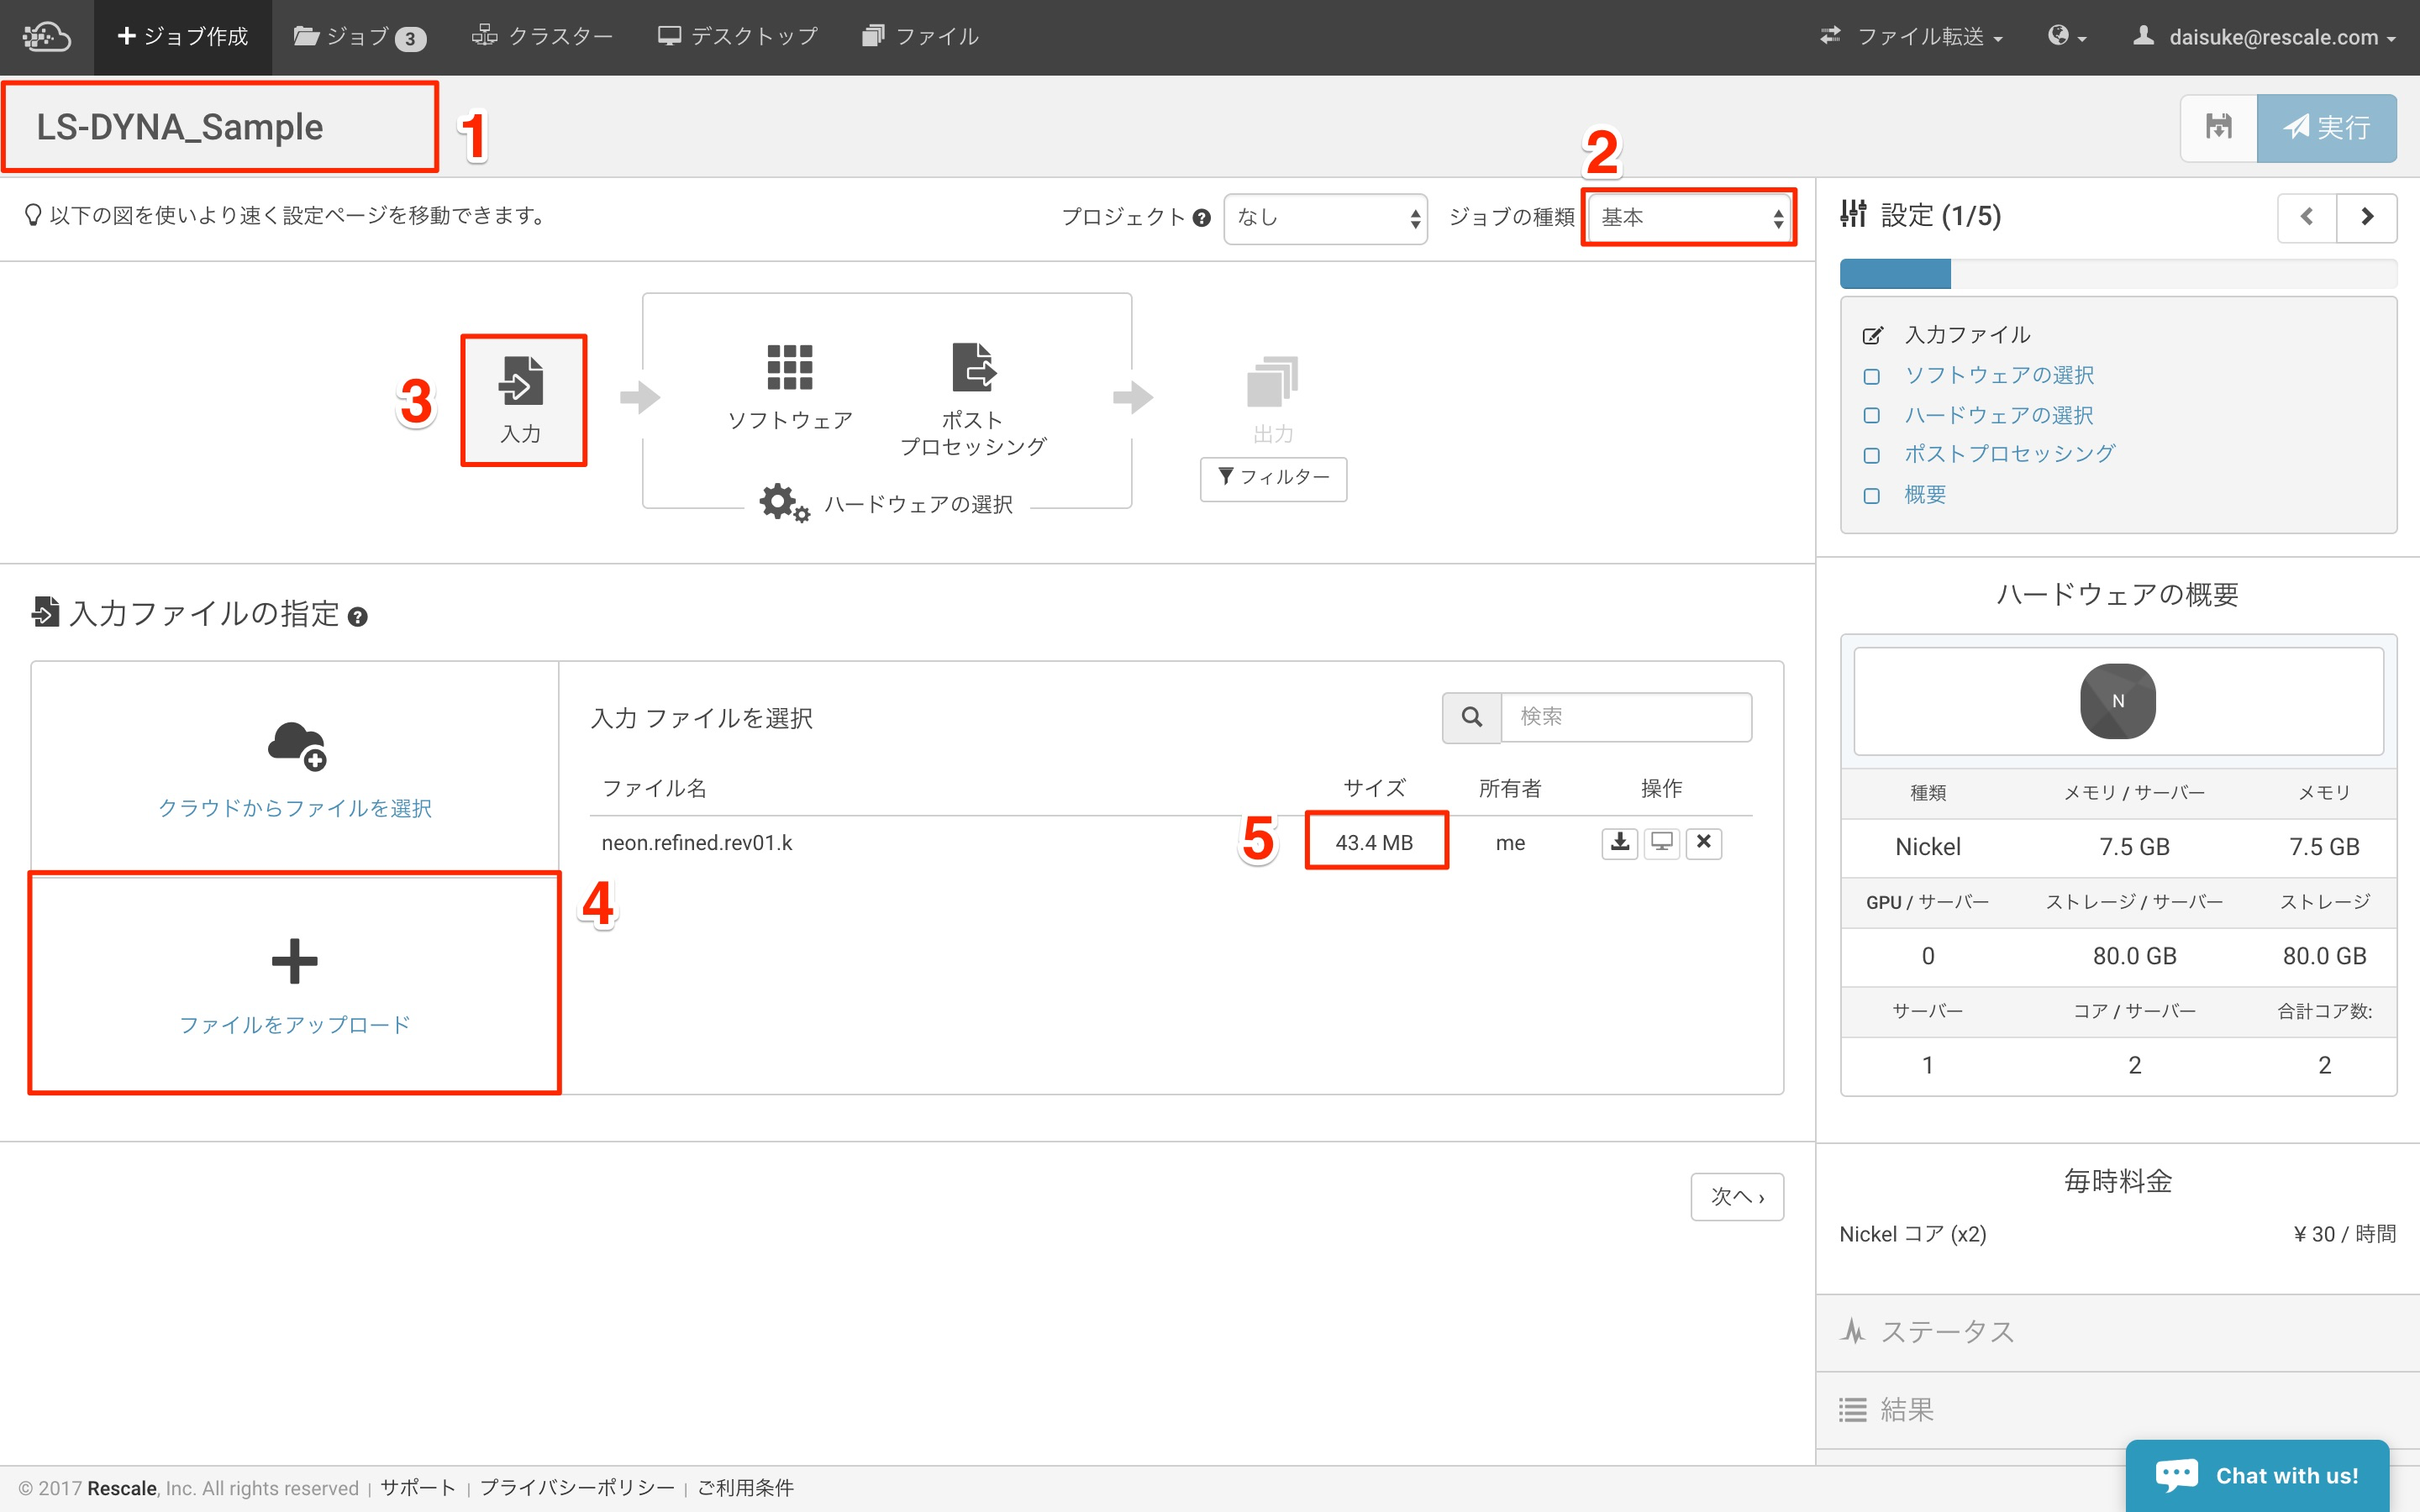 ジョブ作成 ジョブ 3 クラスター デスクトップ ファイル ファイル転送 daisuke@rescale.com
LS-DYNA_Sample 1 実行
2
以下の図を使いより速く設定ページを移動できます。 プロジェクト ? なし ジョブの種類 基本
3
入力
ソフトウェア
ポスト
プロセッシング
ハードウェアの選択
出力
フィルター
入力ファイルの指定 ?
クラウドからファイルを選択
4
ファイルをアップロード
入力 ファイルを選択 検索
ファイル名 サイズ 所有者 操作
neon.refined.rev01.k 5 43.4 MB me
次へ ›
設定 (1/5)
入力ファイル
ソフトウェアの選択
ハードウェアの選択
ポストプロセッシング
概要
ハードウェアの概要
N
種類 メモリ / サーバー メモリ
Nickel 7.5 GB 7.5 GB
GPU / サーバー ストレージ / サーバー ストレージ
0 80.0 GB 80.0 GB
サーバー コア / サーバー 合計コア数:
1 2 2
毎時料金
Nickel コア (x2) ¥ 30 / 時間
ステータス
結果
Chat with us!
© 2017 Rescale, Inc. All rights reserved | サポート | プライバシーポリシー | ご利用条件